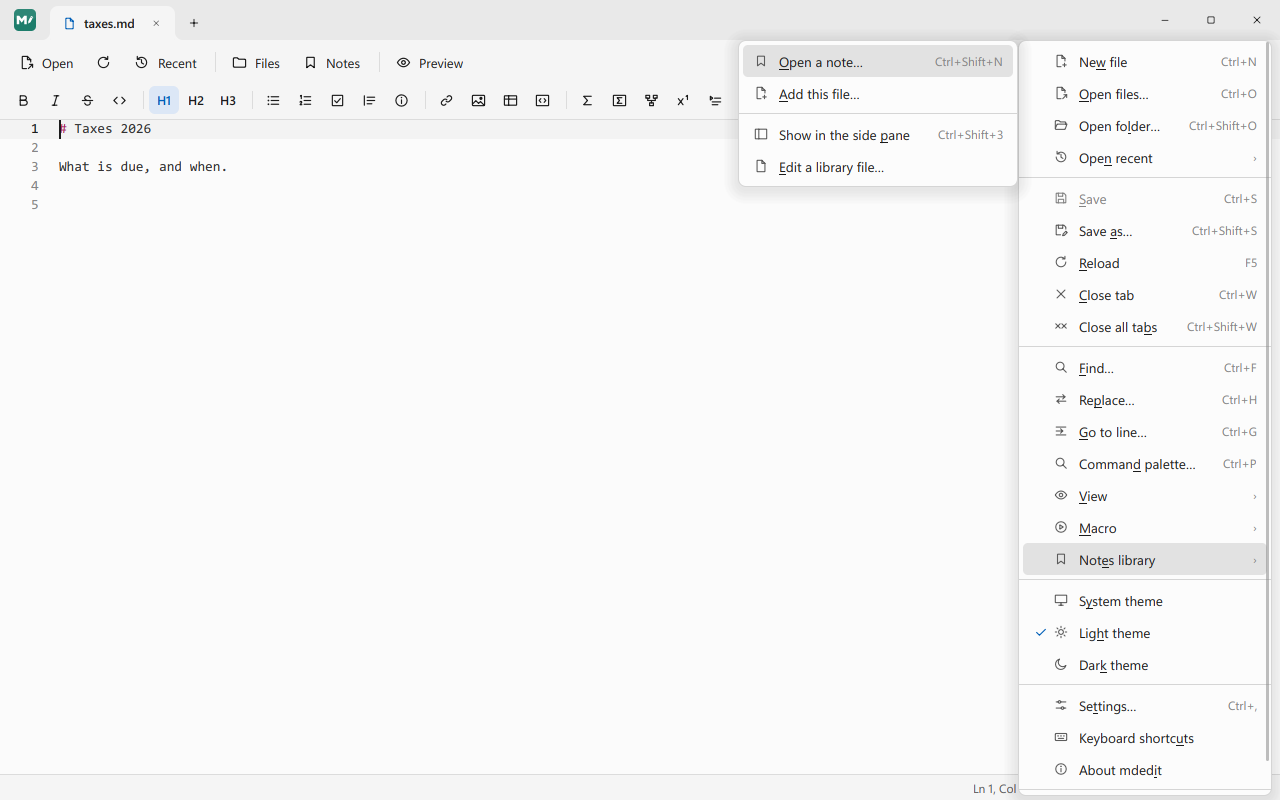 taxes.md
Open
Recent
Files
Notes
Preview
H1
H2
H3
1 # Taxes 2026
2
3 What is due, and when.
4
5
Open a note... Ctrl+Shift+N
Add this file...
Show in the side pane Ctrl+Shift+3
Edit a library file...
New file Ctrl+N
Open files... Ctrl+O
Open folder... Ctrl+Shift+O
Open recent
Save Ctrl+S
Save as... Ctrl+Shift+S
Reload F5
Close tab Ctrl+W
Close all tabs Ctrl+Shift+W
Find... Ctrl+F
Replace... Ctrl+H
Go to line... Ctrl+G
Command palette... Ctrl+P
View
Macro
Notes library
System theme
Light theme
Dark theme
Settings... Ctrl+,
Keyboard shortcuts
About mdedit
Ln 1, Col